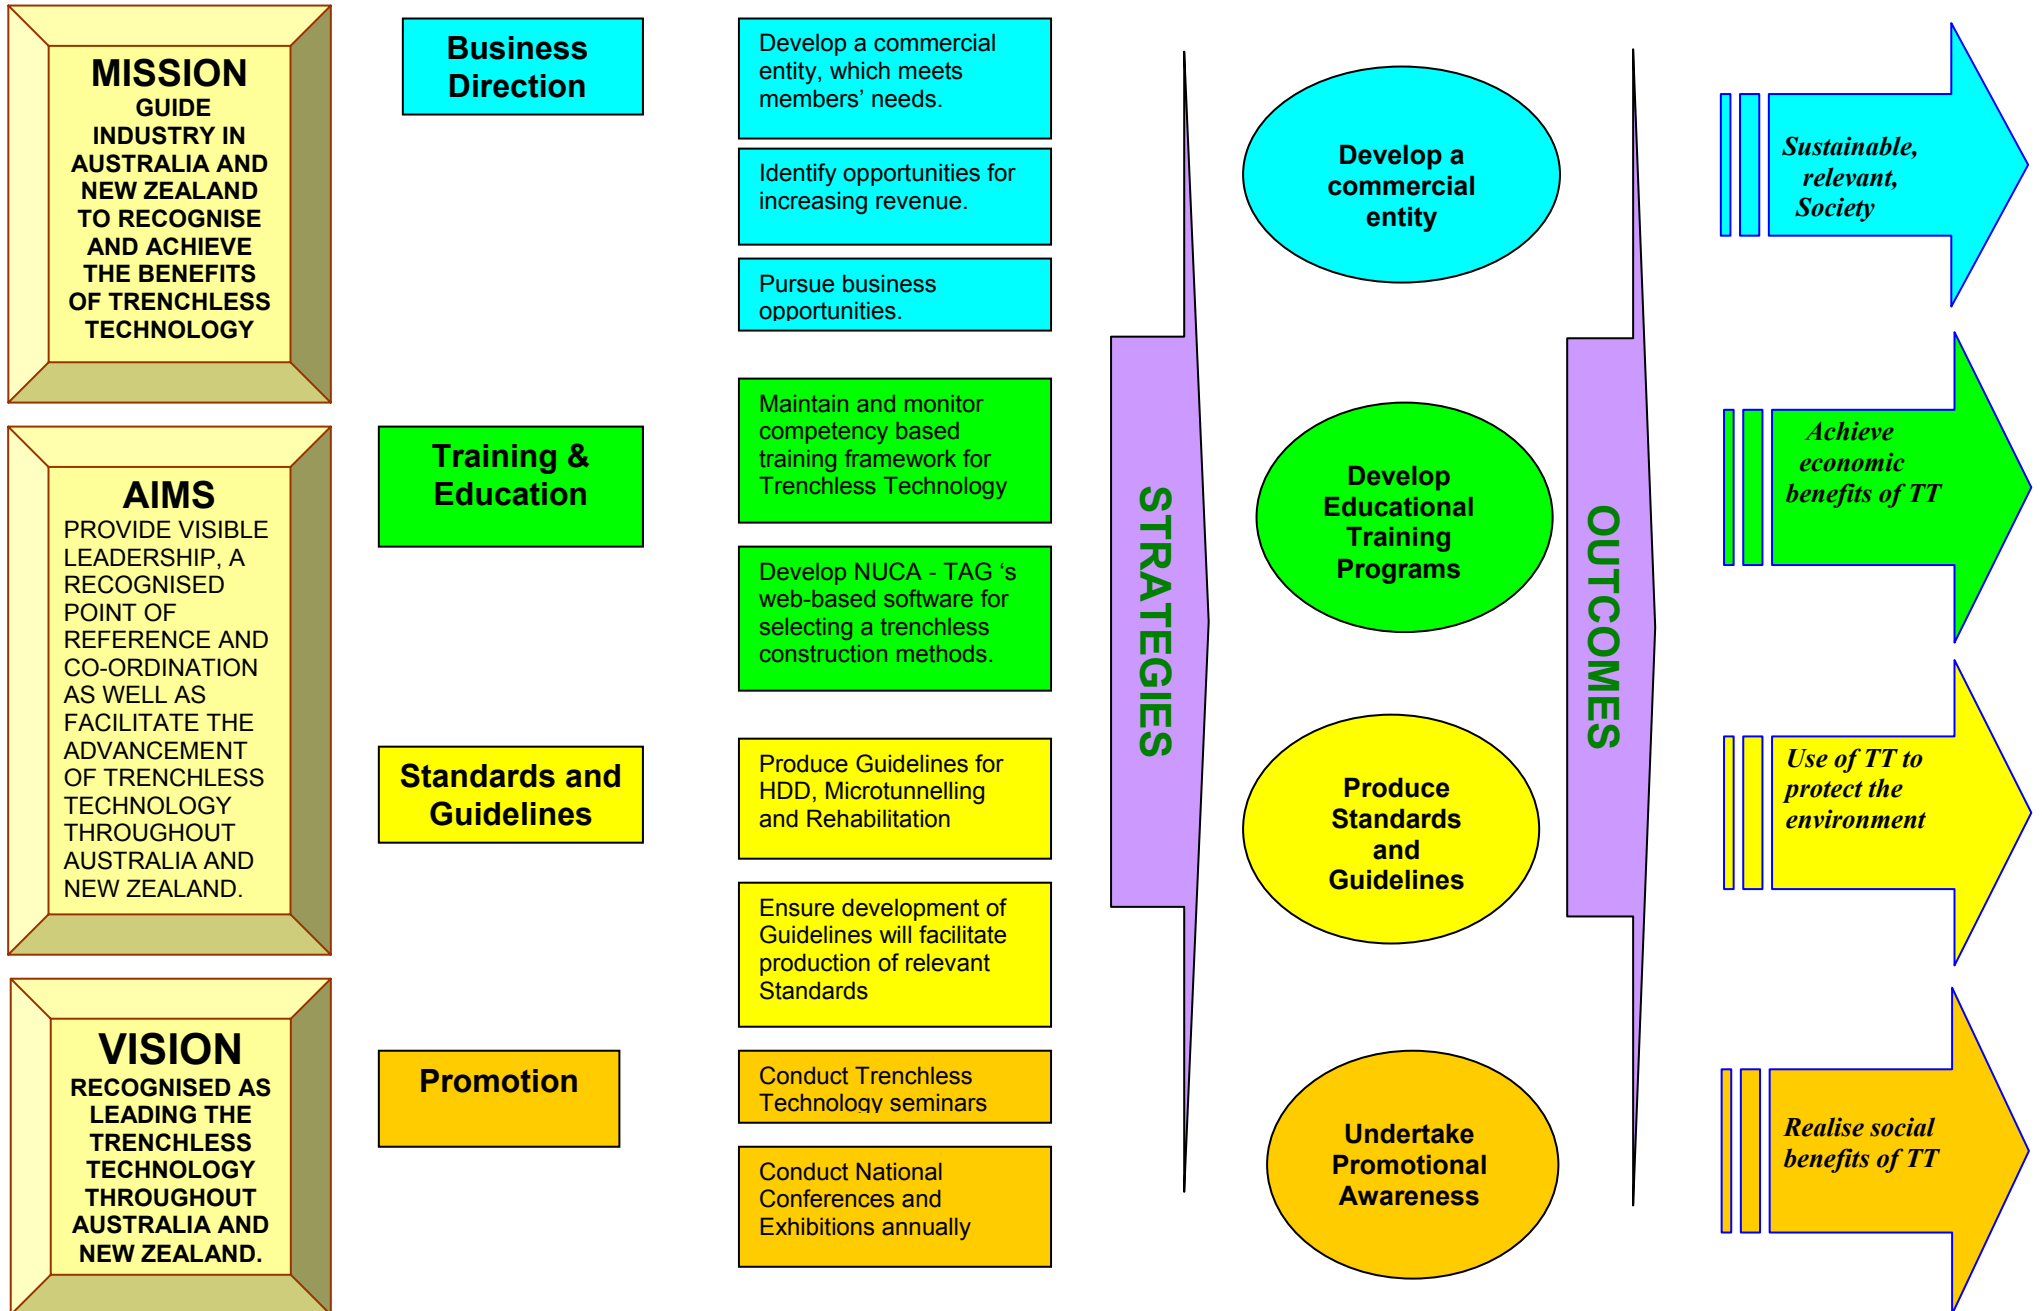 MISSION
GUIDE
INDUSTRY IN
AUSTRALIA AND
NEW ZEALAND
TO RECOGNISE
AND ACHIEVE
THE BENEFITS
OF TRENCHLESS
TECHNOLOGY
AIMS
PROVIDE VISIBLE
LEADERSHIP, A
RECOGNISED
POINT OF
REFERENCE AND
CO-ORDINATION
AS WELL AS
FACILITATE THE
ADVANCEMENT
OF TRENCHLESS
TECHNOLOGY
THROUGHOUT
AUSTRALIA AND
NEW ZEALAND.
VISION
RECOGNISED AS
LEADING THE
TRENCHLESS
TECHNOLOGY
THROUGHOUT
AUSTRALIA AND
NEW ZEALAND.
Business
Direction
Training &
Education
Standards and
Guidelines
Promotion
Develop a commercial
entity, which meets
members’ needs.
Identify opportunities for
increasing revenue.
Pursue business
opportunities.
Maintain and monitor
competency based
training framework for
Trenchless Technology
Develop NUCA - TAG ‘s
web-based software for
selecting a trenchless
construction methods.
Produce Guidelines for
HDD, Microtunnelling
and Rehabilitation
Ensure development of
Guidelines will facilitate
production of relevant
Standards
Conduct Trenchless
Technology seminars
Conduct National
Conferences and
Exhibitions annually
STRATEGIES
Develop a
commercial
entity
Develop
Educational
Training
Programs
Produce
Standards
and
Guidelines
Undertake
Promotional
Awareness
OUTCOMES
Sustainable,
relevant,
Society
Achieve
economic
benefits of TT
Use of TT to
protect the
environment
Realise social
benefits of TT